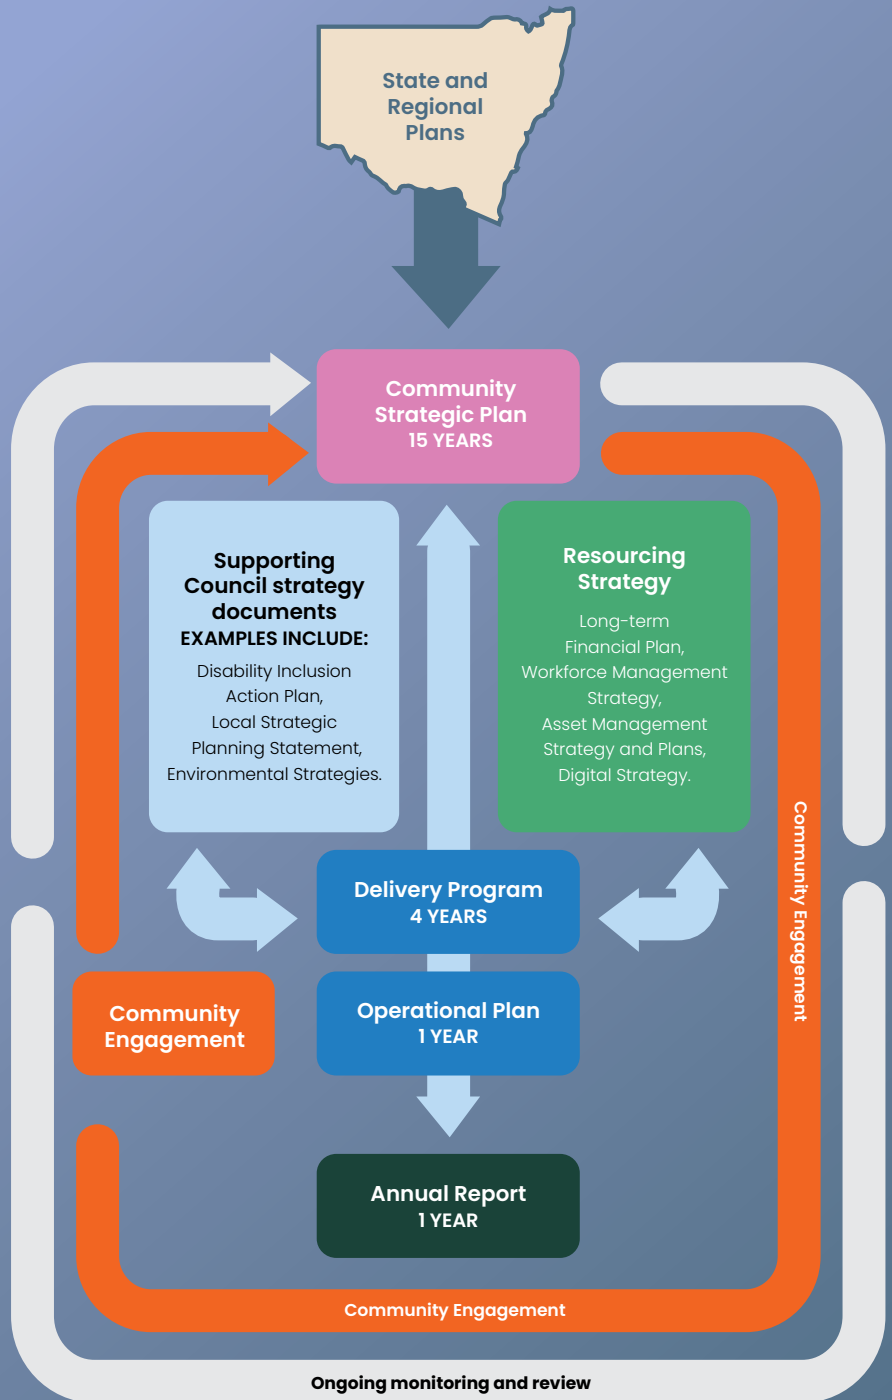 State and
Regional
Plans
Community
Strategic Plan
15 YEARS
Supporting
Council strategy
documents
EXAMPLES INCLUDE:
Disability Inclusion
Action Plan,
Local Strategic
Planning Statement,
Environmental Strategies.
Resourcing
Strategy
Long-term
Financial Plan,
Workforce Management
Strategy,
Asset Management
Strategy and Plans,
Digital Strategy.
Community Engagement
Delivery Program
4 YEARS
Community
Engagement
Operational Plan
1 YEAR
Annual Report
1 YEAR
Community Engagement
Ongoing monitoring and review